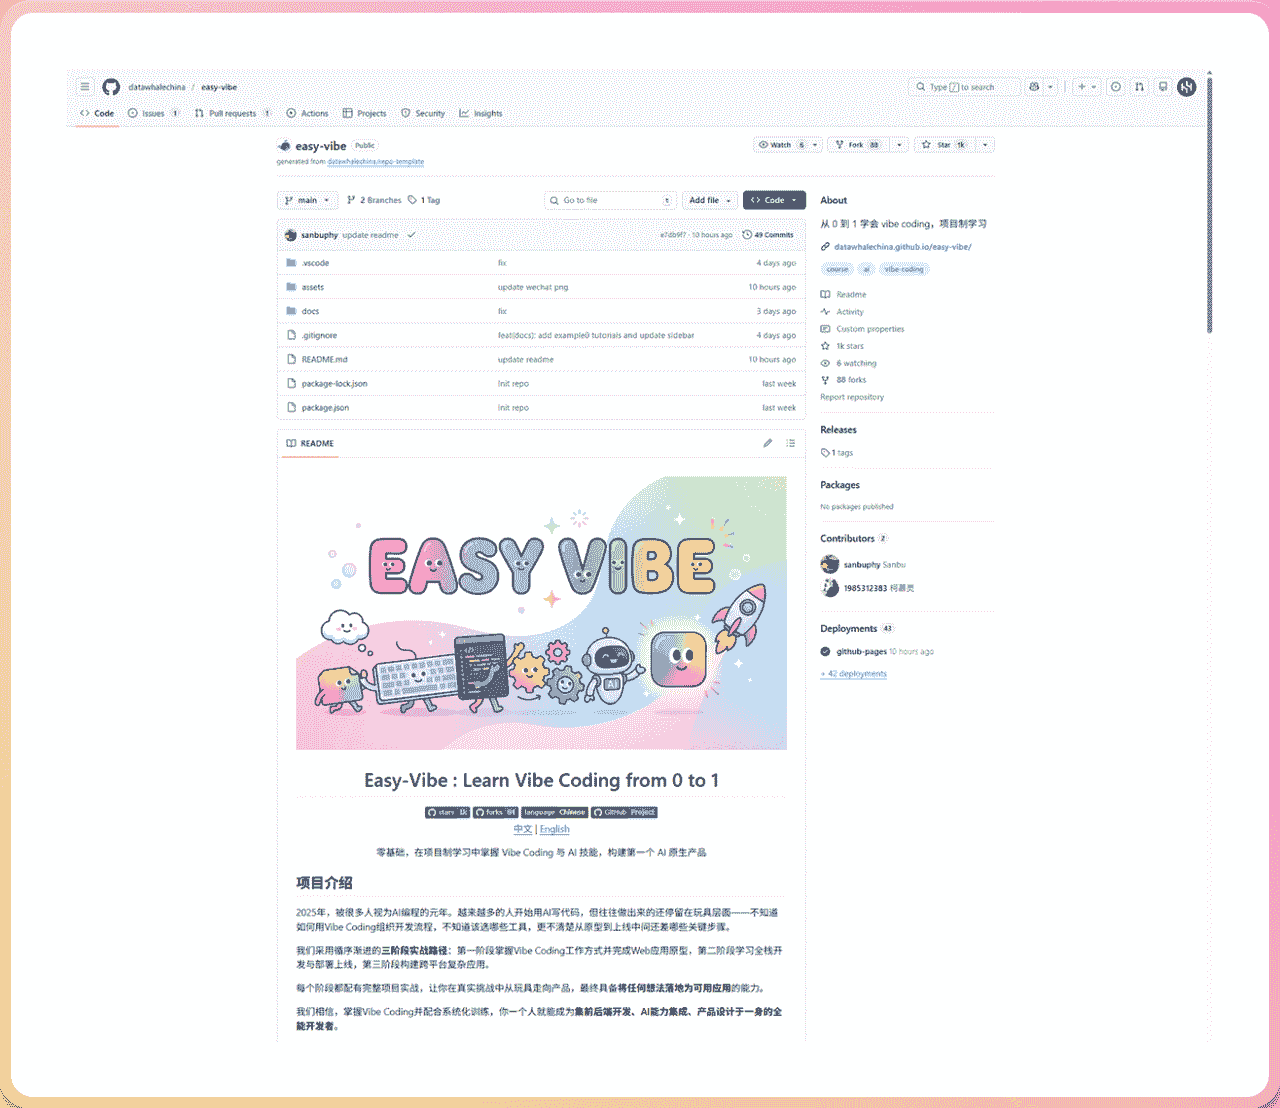 datawhalechina / easy-vibe
Type / to search
Code
Issues 1
Pull requests 1
Actions
Projects
Security
Insights
easy-vibe Public
generated from datawhalechina/repo-template
Watch 6
Fork 88
Star 1k
main
2 Branches
1 Tag
Go to file
t
Add file
Code
sanbuphy update readme
e7db9f7 · 10 hours ago
49 Commits
.vscode fix 4 days ago
assets update wechat png 10 hours ago
docs fix 3 days ago
.gitignore feat(docs): add example0 tutorials and update sidebar 4 days ago
README.md update readme 10 hours ago
package-lock.json Init repo last week
package.json Init repo last week
README
EASY VIBE
Easy-Vibe : Learn Vibe Coding from 0 to 1
stars 1k forks 84 language Chinese GitHub Project
中文 | English
零基础，在项目制学习中掌握 Vibe Coding 与 AI 技能，构建第一个 AI 原生产品
项目介绍
2025年，被很多人视为AI编程的元年。越来越多的人开始用AI写代码，但往往做出来的还停留在玩具层面——不知道
如何用Vibe Coding组织开发流程，不知道该选哪些工具，更不清楚从原型到上线中间还差哪些关键步骤。
我们采用循序渐进的三阶段实战路径：第一阶段掌握Vibe Coding工作方式并完成Web应用原型，第二阶段学习全栈开
发与部署上线，第三阶段构建跨平台复杂应用。
每个阶段都配有完整项目实战，让你在真实挑战中从玩具走向产品，最终具备将任何想法落地为可用应用的能力。
我们相信，掌握Vibe Coding并配合系统化训练，你一个人就能成为集前后端开发、AI能力集成、产品设计于一身的全
能开发者。
About
从 0 到 1 学会 vibe coding，项目制学习
datawhalechina.github.io/easy-vibe/
course ai vibe-coding
Readme
Activity
Custom properties
1k stars
6 watching
88 forks
Report repository
Releases
1 tags
Packages
No packages published
Contributors 2
sanbuphy Sanbu
1985312383
Deployments 43
github-pages 10 hours ago
+ 42 deployments